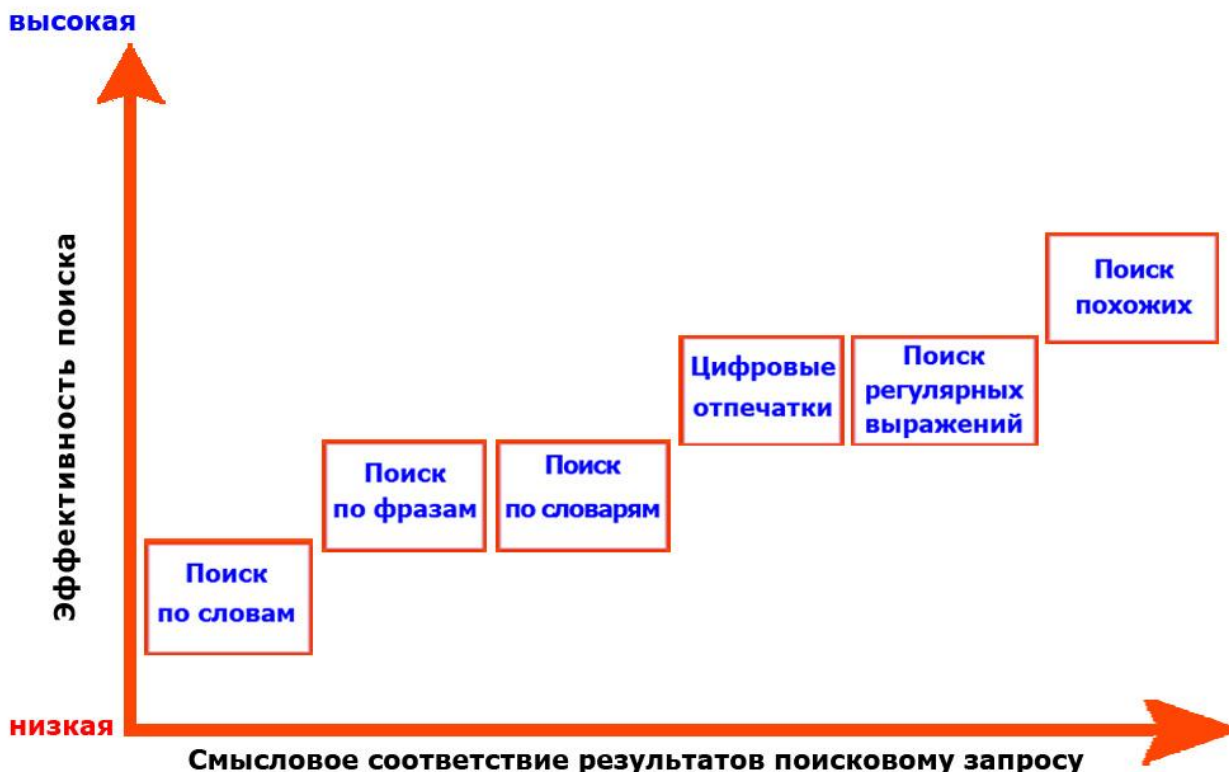 высокая
Эффективность поиска
Поиск
похожих
Цифровые
отпечатки
Поиск
регулярных
выражений
Поиск
по фразам
Поиск
по словарям
Поиск
по словам
низкая
Смысловое соответствие результатов поисковому запросу